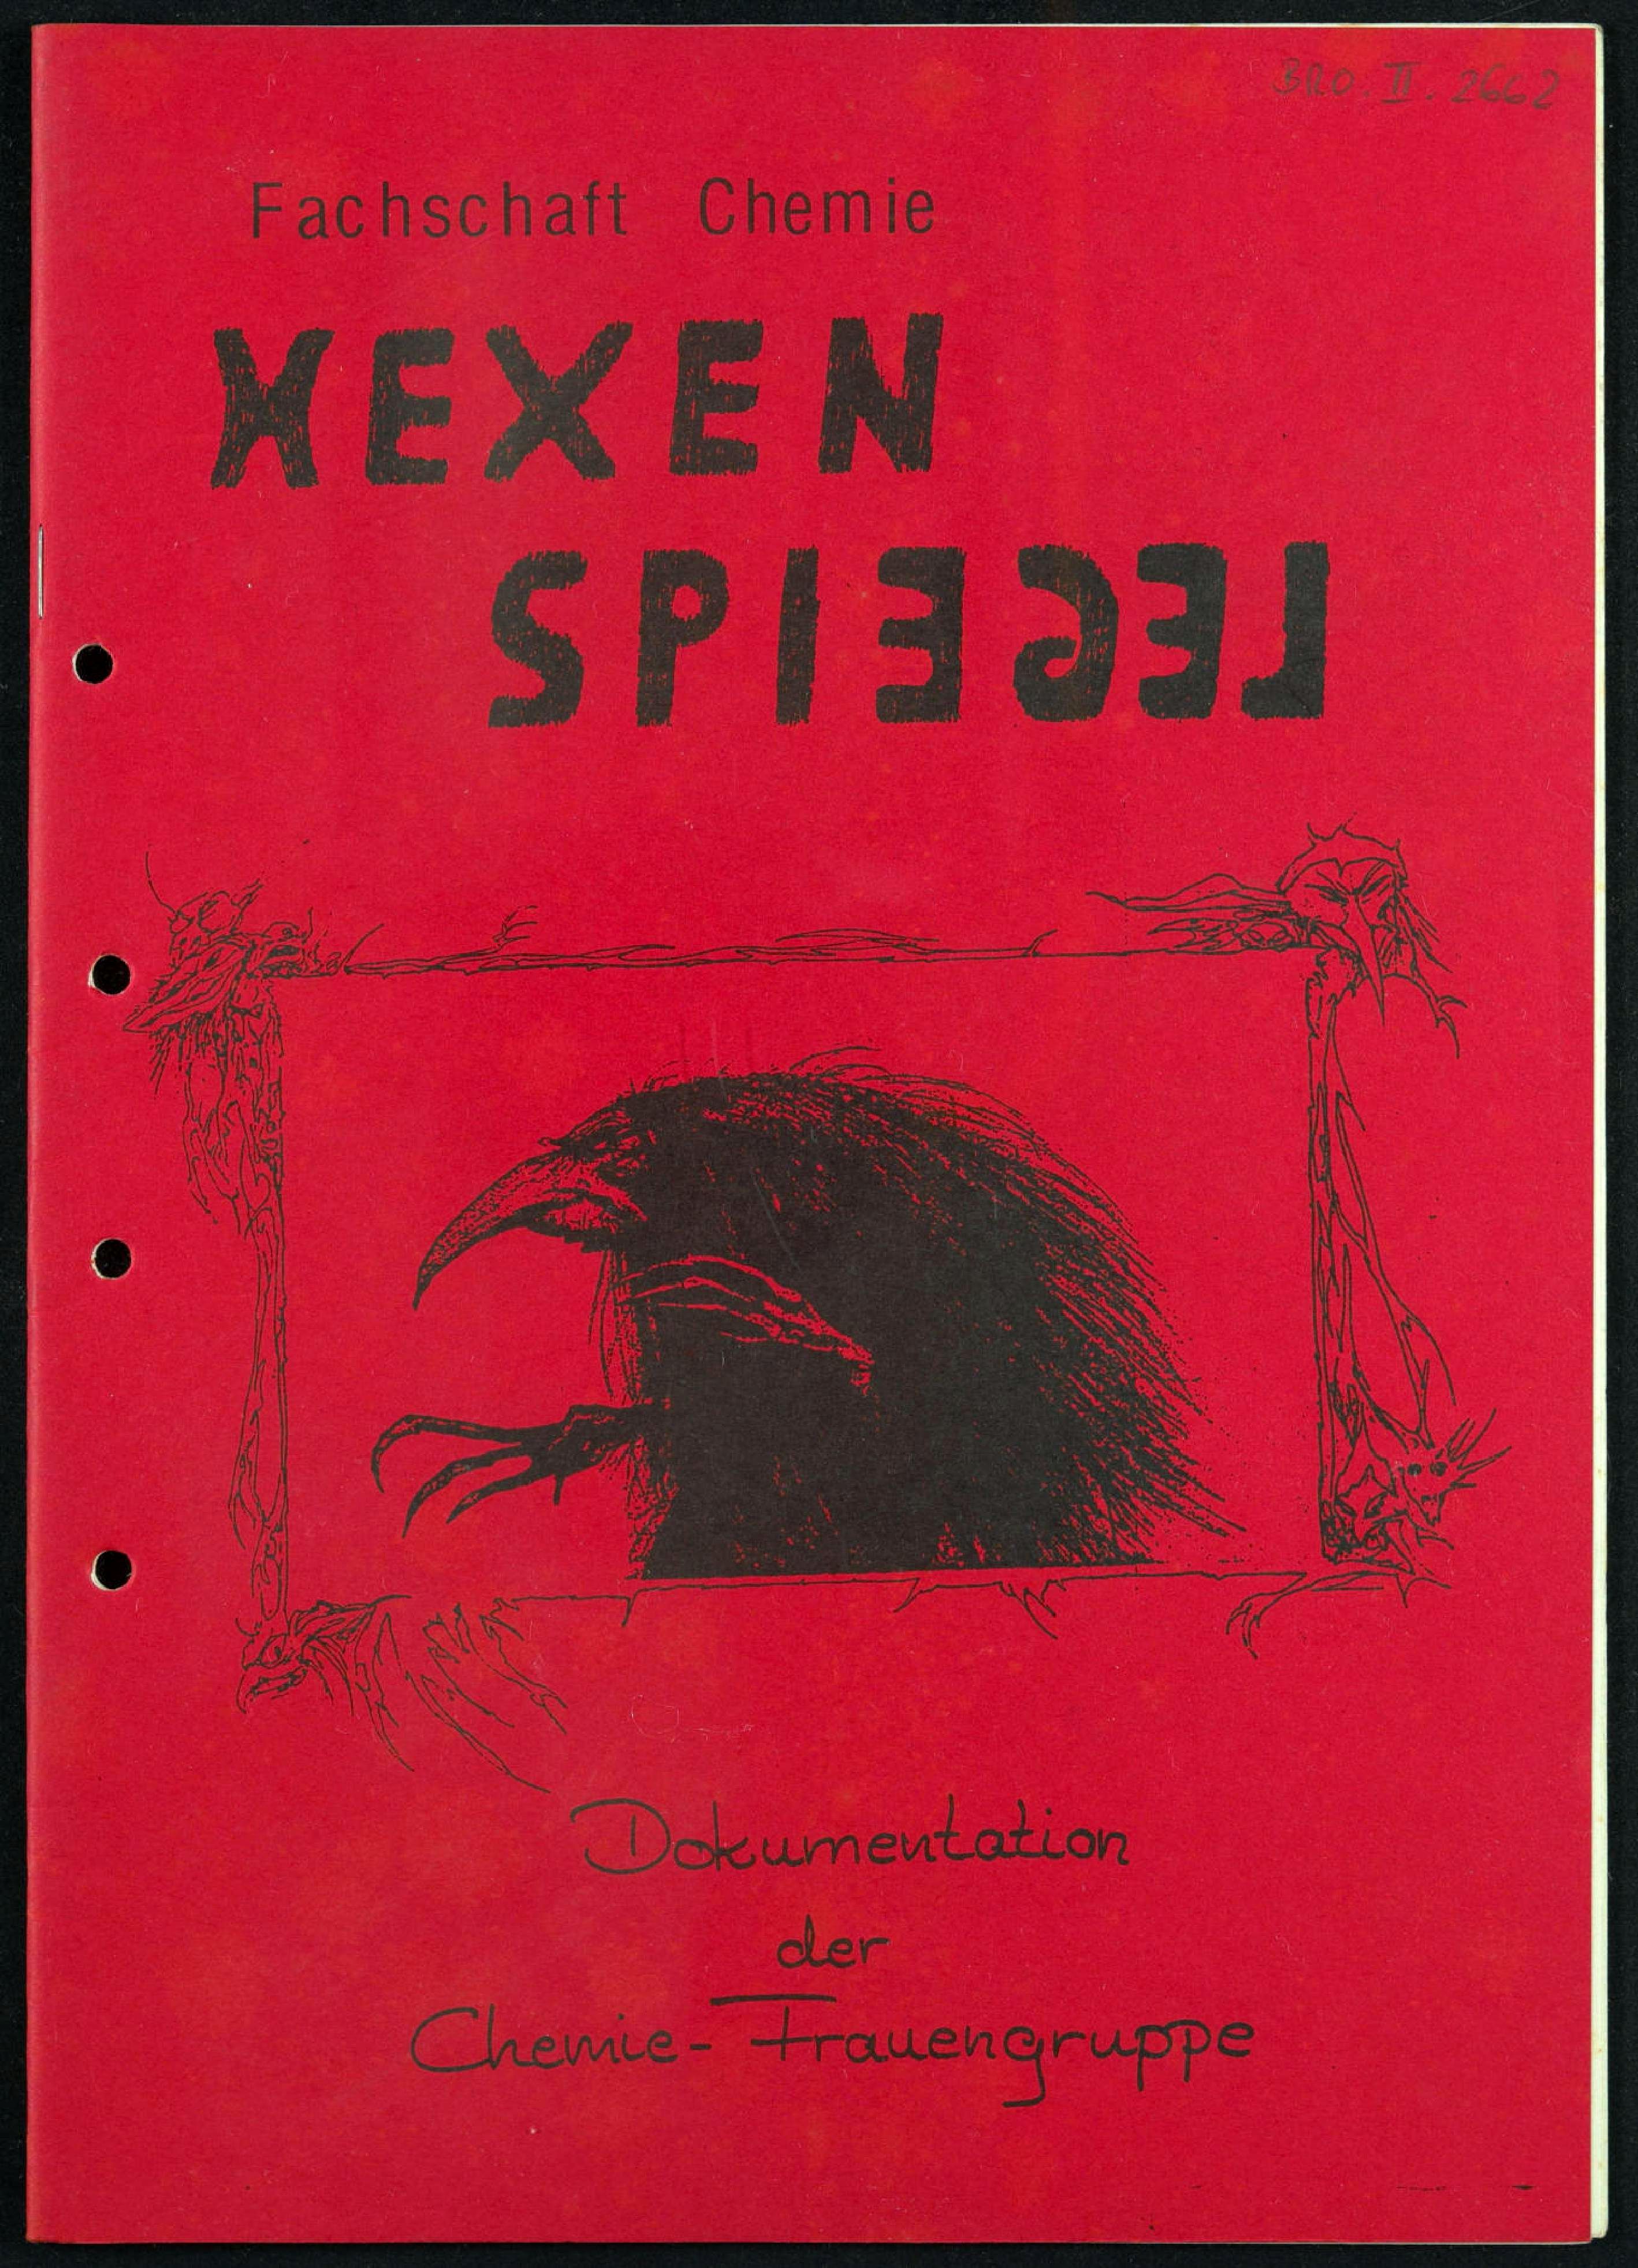 BRO. II. 2662
Fachschaft Chemie
HEXEN
SPIEGEL
Dokumentation
der
Chemie-Frauengruppe